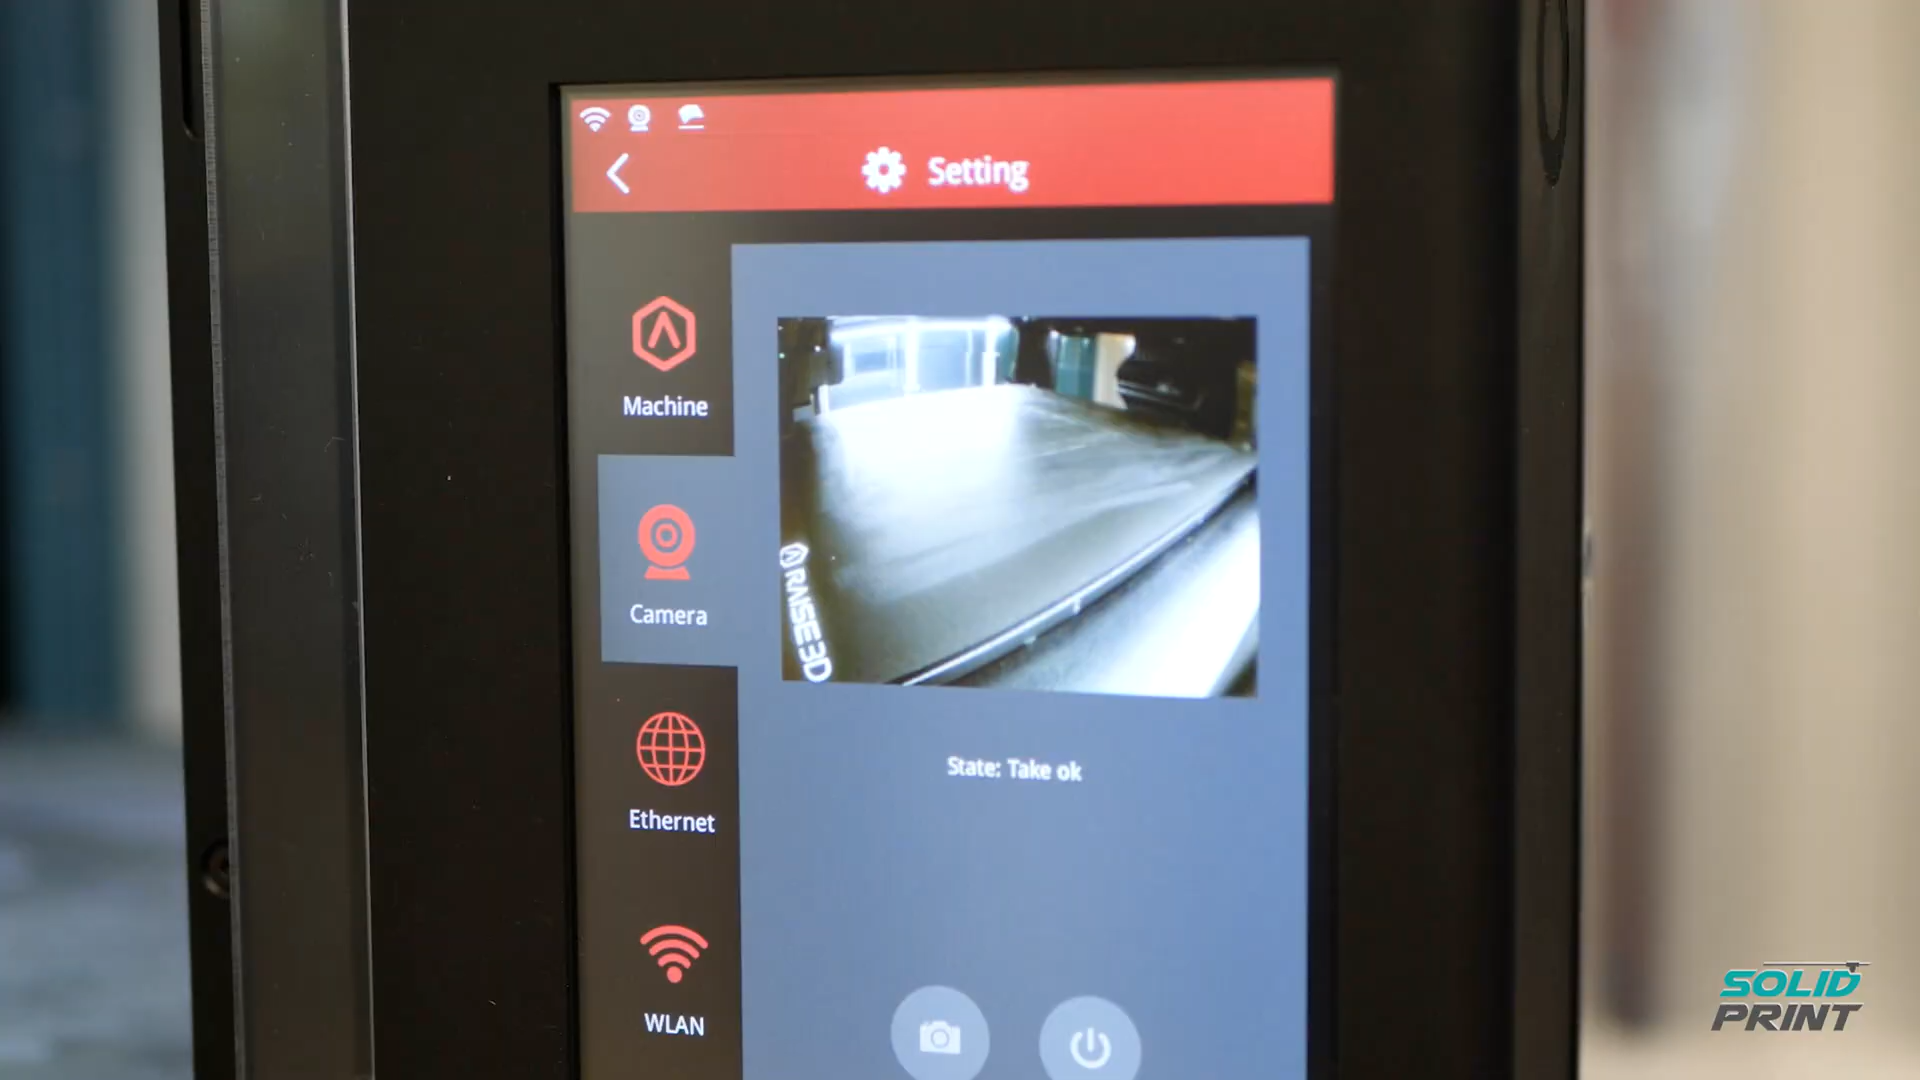 Setting
Machine
Camera
RAISE3D
State: Take ok
Ethernet
WLAN
SOLID
PRINT